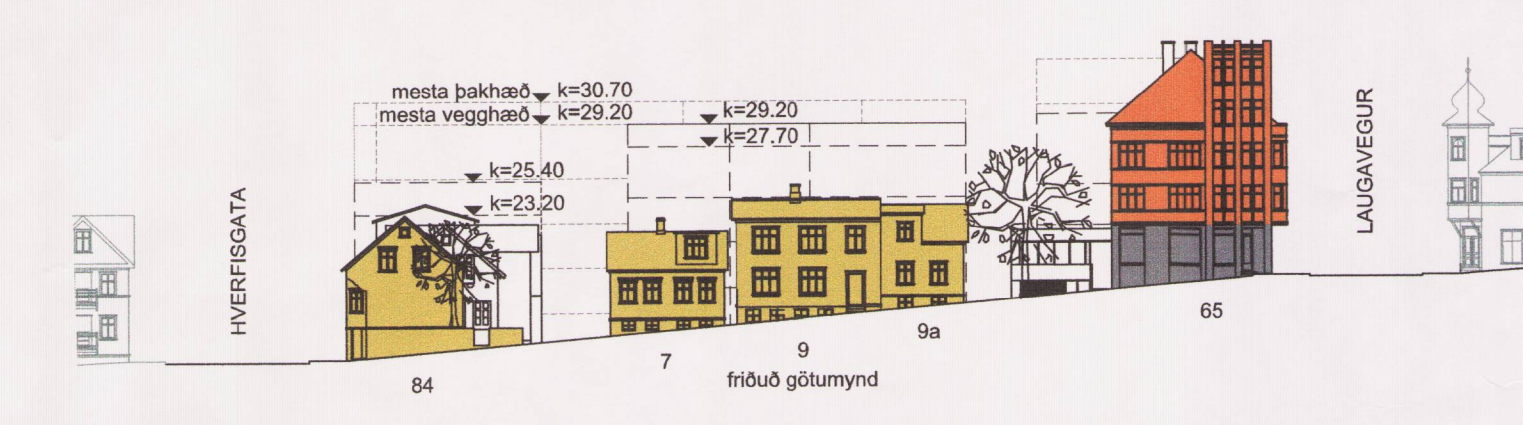 mesta þakhæð k=30.70
mesta vegghæð k=29.20
k=29.20
k=27.70
k=25.40
k=23.20
HVERFISGATA
LAUGAVEGUR
84
7
9
9a
65
friðuð götumynd